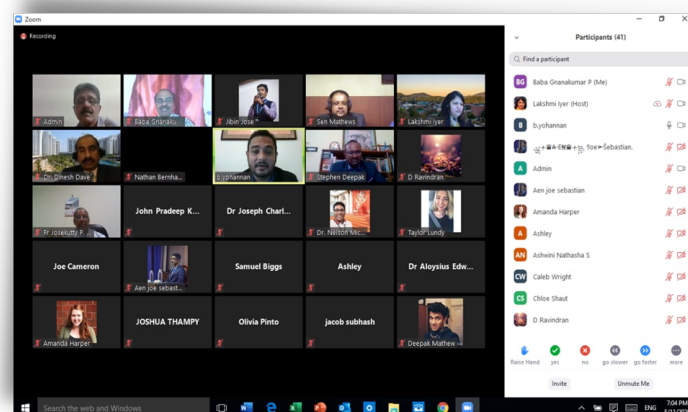 Zoom
Recording
Participants (41)
Find a participant
Admin
Baba Gnanaku...
Jibin Jose
Sen Mathews
Lakshmi Iyer
Dr. Dinesh Dave
Nathan Bernha...
b.yohannan
Stephen Deepak
D Ravindran
Fr Josekutty P...
John Pradeep K...
Dr Joseph Charl...
Dr. Nelson Mic...
Taylor Lundy
Joe Cameron
Aen joe sebast...
Samuel Biggs
Ashley
Dr Aloysius Edw...
Amanda Harper
JOSHUA THAMPY
Olivia Pinto
jacob subhash
Deepak Mathew
BG Baba Gnanakumar P (Me)
Lakshmi Iyer (Host)
B b.yohannan
A Admin
Aen joe sebastian
Amanda Harper
A Ashley
AN Ashwini Nathasha S
CW Caleb Wright
CS Chloe Shaut
D Ravindran
Raise Hand yes no go slower go faster more
Invite Unmute Me
Search the web and Windows
ENG 7:04 PM